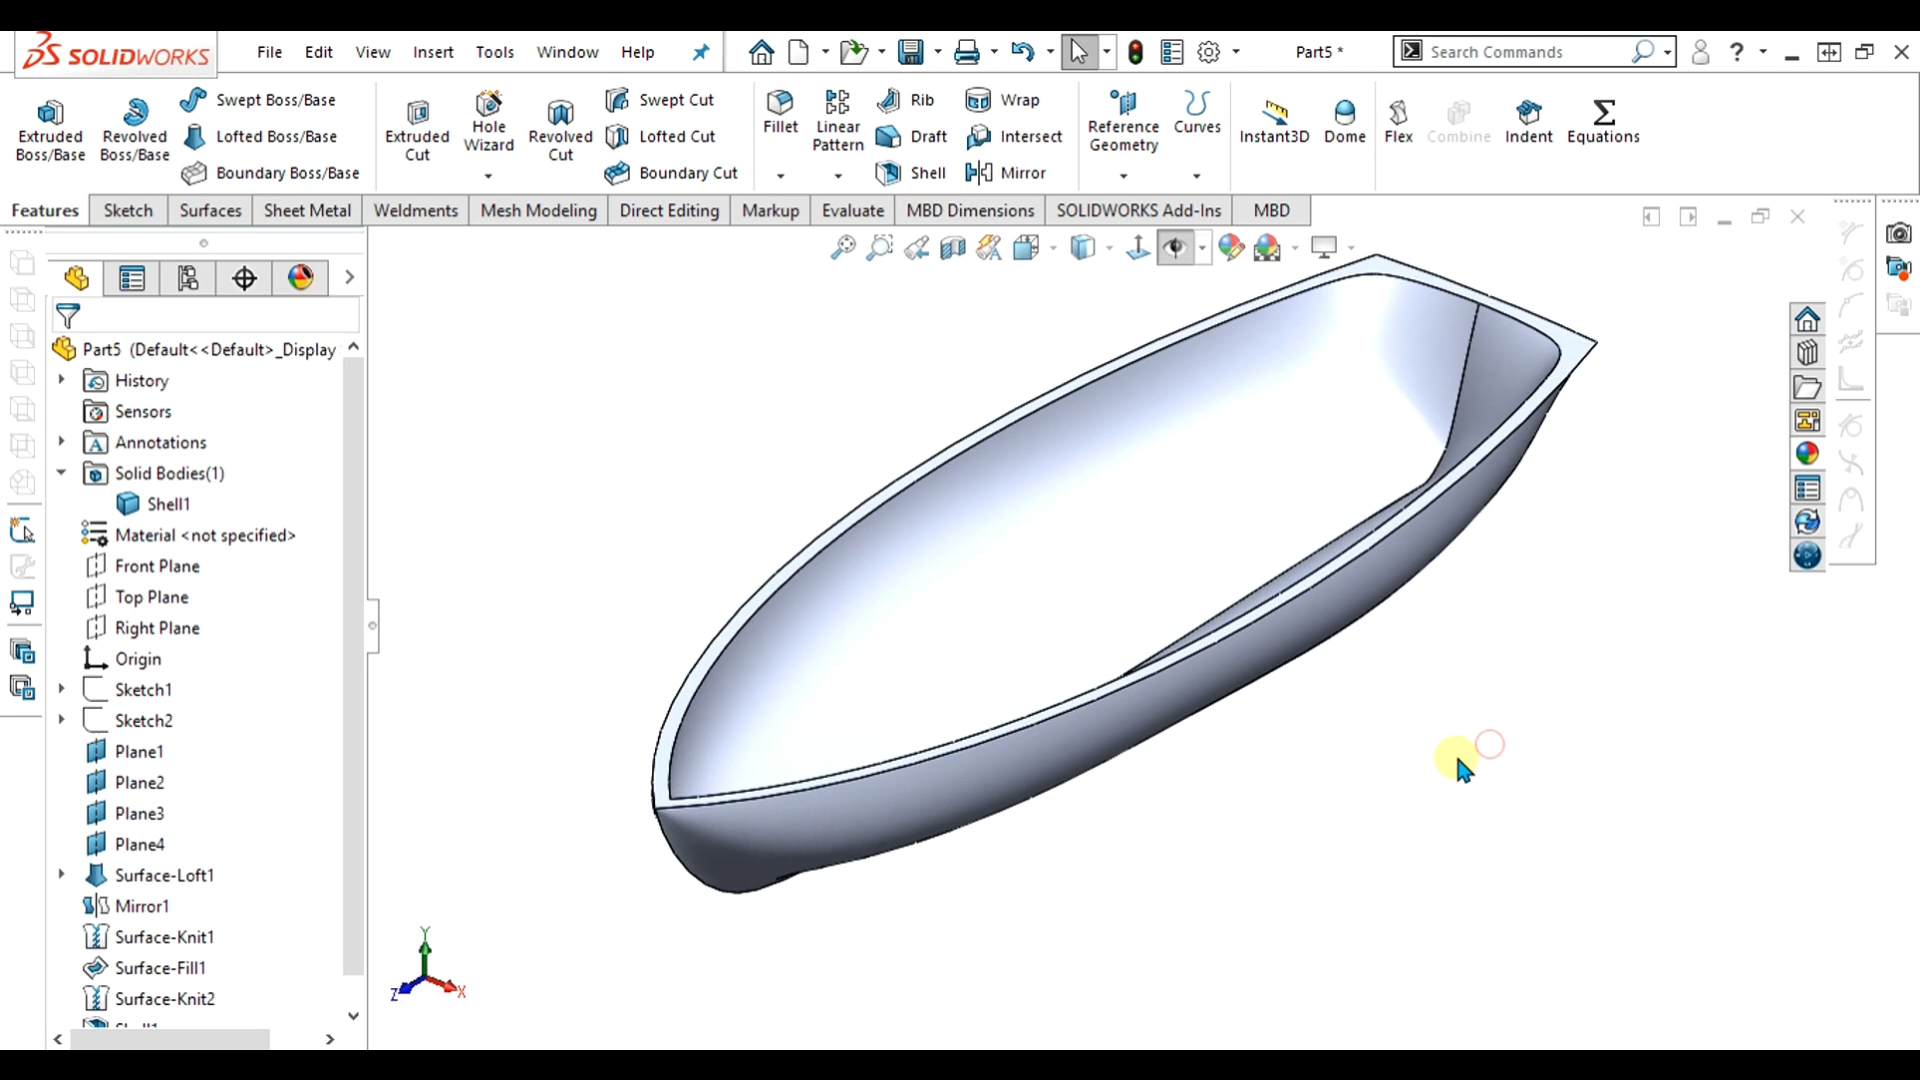 SOLIDWORKS File Edit View Insert Tools Window Help Part5 * Search Commands ?
Extruded Boss/Base
Revolved Boss/Base
Swept Boss/Base
Lofted Boss/Base
Boundary Boss/Base
Extruded Cut
Hole Wizard
Revolved Cut
Swept Cut
Lofted Cut
Boundary Cut
Fillet
Linear Pattern
Rib
Draft
Shell
Wrap
Intersect
Mirror
Reference Geometry
Curves
Instant3D
Dome
Flex
Combine
Indent
Equations
Features Sketch Surfaces Sheet Metal Weldments Mesh Modeling Direct Editing Markup Evaluate MBD Dimensions SOLIDWORKS Add-Ins MBD
Part5 (Default<<Default>_Display
History
Sensors
Annotations
Solid Bodies(1)
Shell1
Material <not specified>
Front Plane
Top Plane
Right Plane
Origin
Sketch1
Sketch2
Plane1
Plane2
Plane3
Plane4
Surface-Loft1
Mirror1
Surface-Knit1
Surface-Fill1
Surface-Knit2
Shell1
Y
Z
X